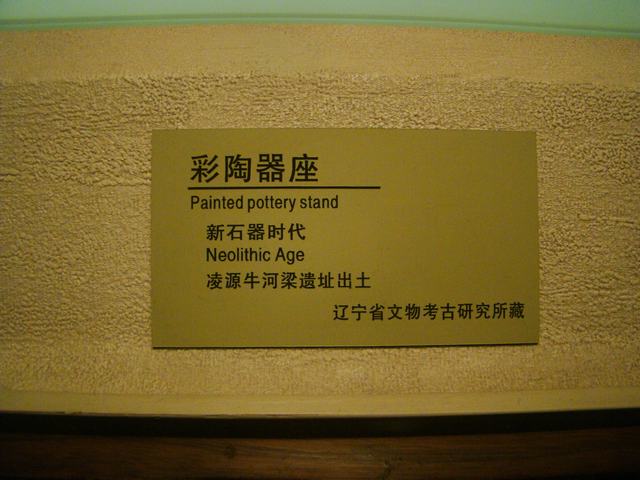 彩陶器座
Painted pottery stand
新石器时代
Neolithic Age
凌源牛河梁遗址出土
辽宁省文物考古研究所藏